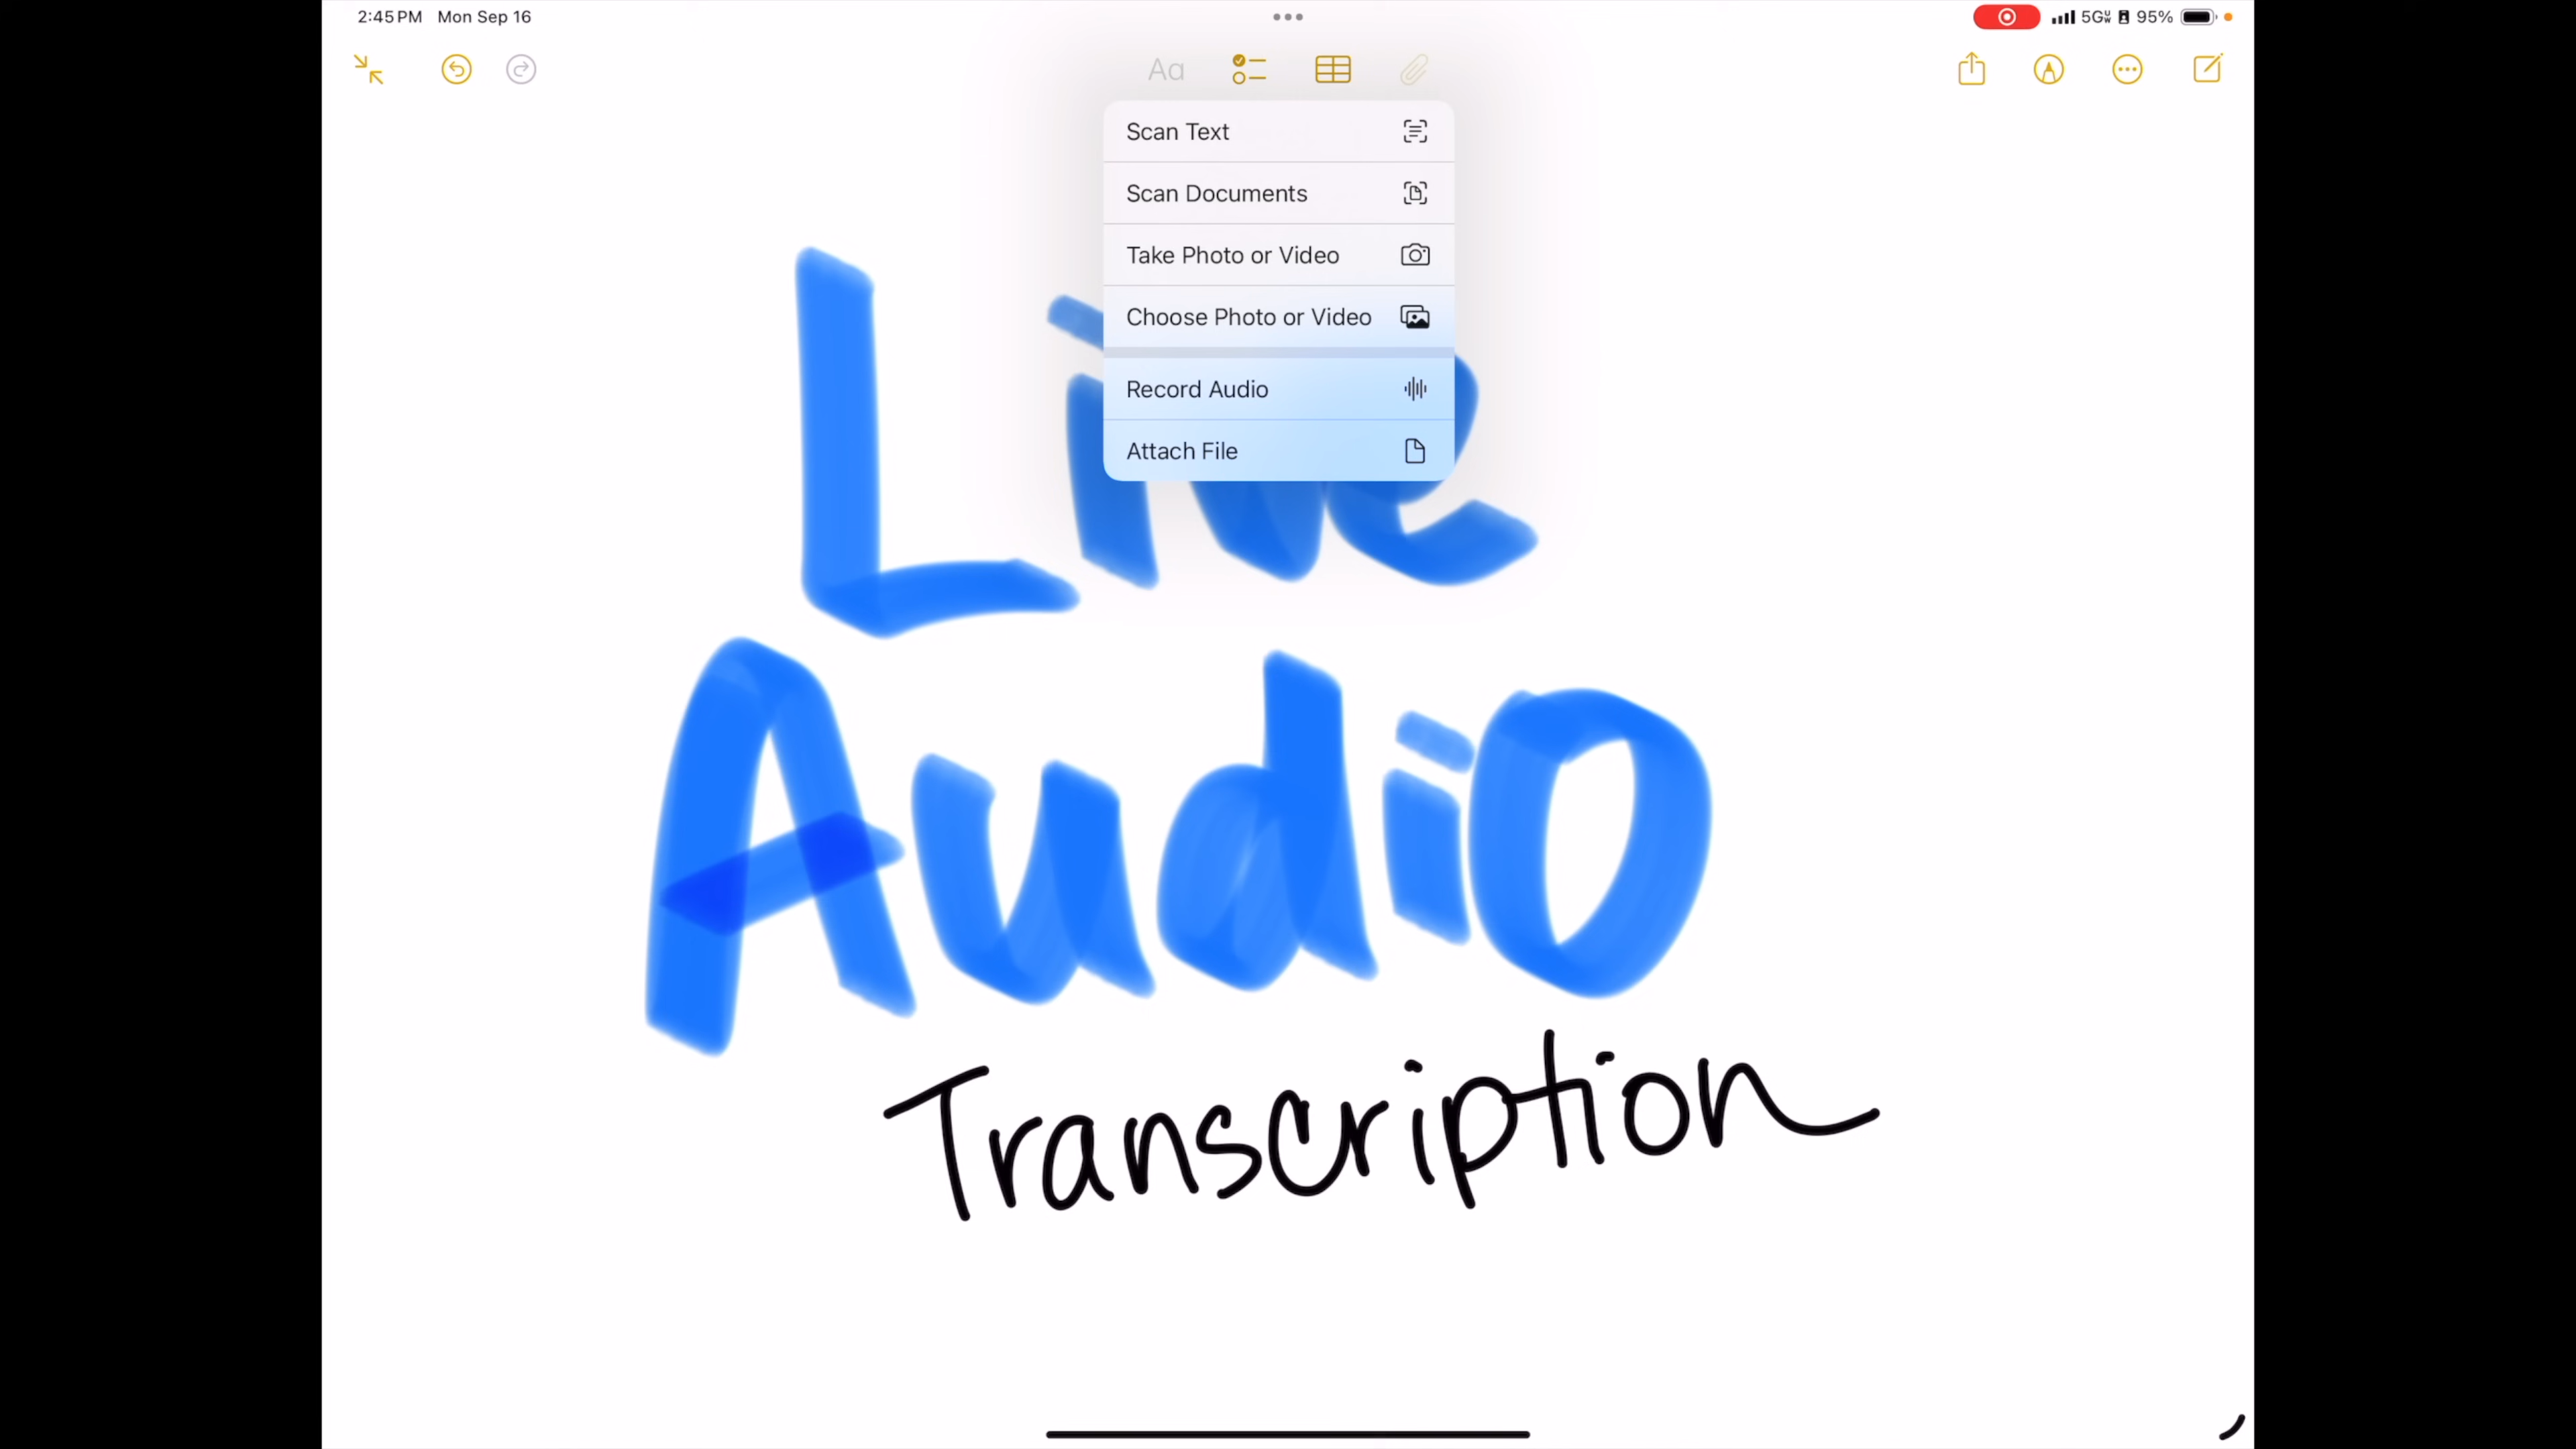 2:45 PM Mon Sep 16
5G 95%
Aa
Scan Text
Scan Documents
Take Photo or Video
Choose Photo or Video
Record Audio
Attach File
Live
Audio
Transcription